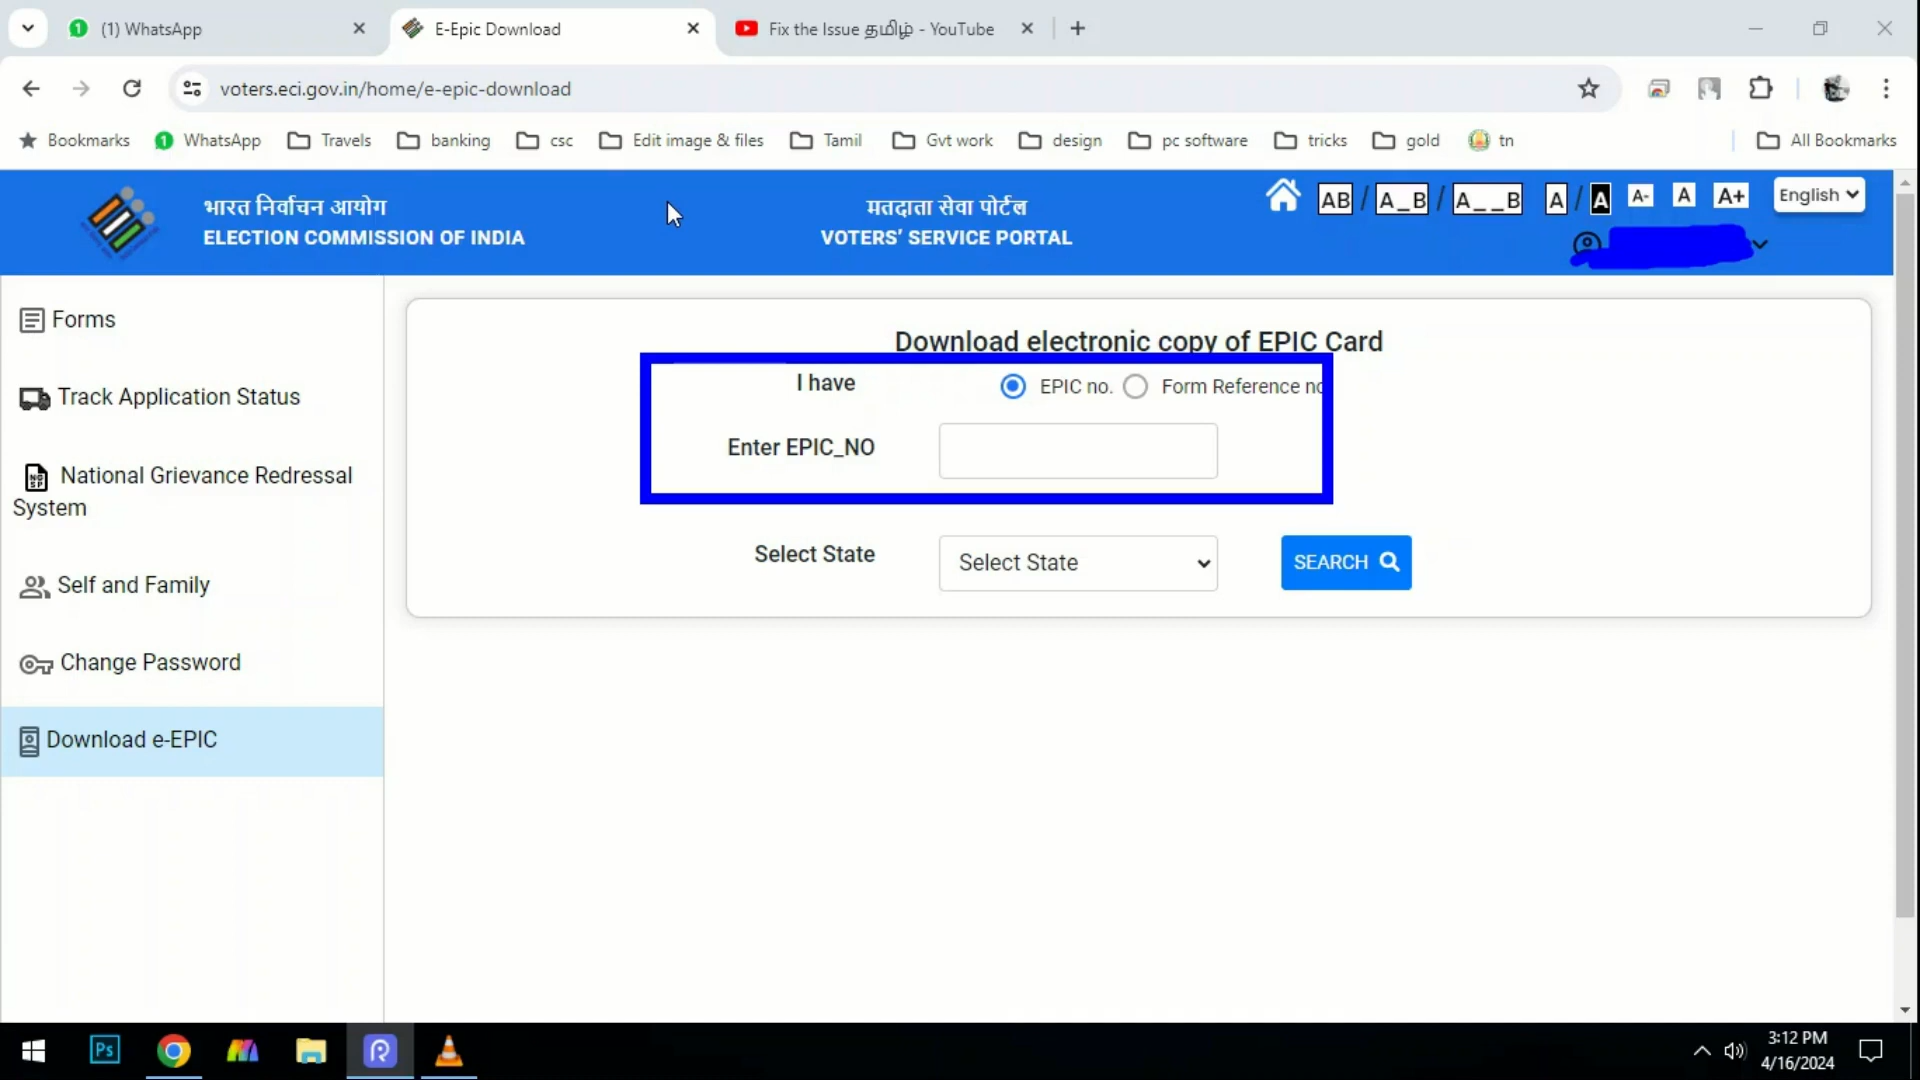 (1) WhatsApp
E-Epic Download
Fix the Issue தமிழ் - YouTube
voters.eci.gov.in/home/e-epic-download
Bookmarks
1 WhatsApp
Travels
banking
csc
Edit image & files
Tamil
Gvt work
design
pc software
tricks
gold
tn
All Bookmarks
भारत निर्वाचन आयोग
ELECTION COMMISSION OF INDIA
मतदाता सेवा पोर्टल
VOTERS' SERVICE PORTAL
AB / A_B / A__B A / A A- A A+
English
Forms
Track Application Status
National Grievance Redressal
System
Self and Family
Change Password
Download e-EPIC
Download electronic copy of EPIC Card
I have
EPIC no. Form Reference no
Enter EPIC_NO
Select State
Select State
SEARCH
Ps
3:12 PM
4/16/2024